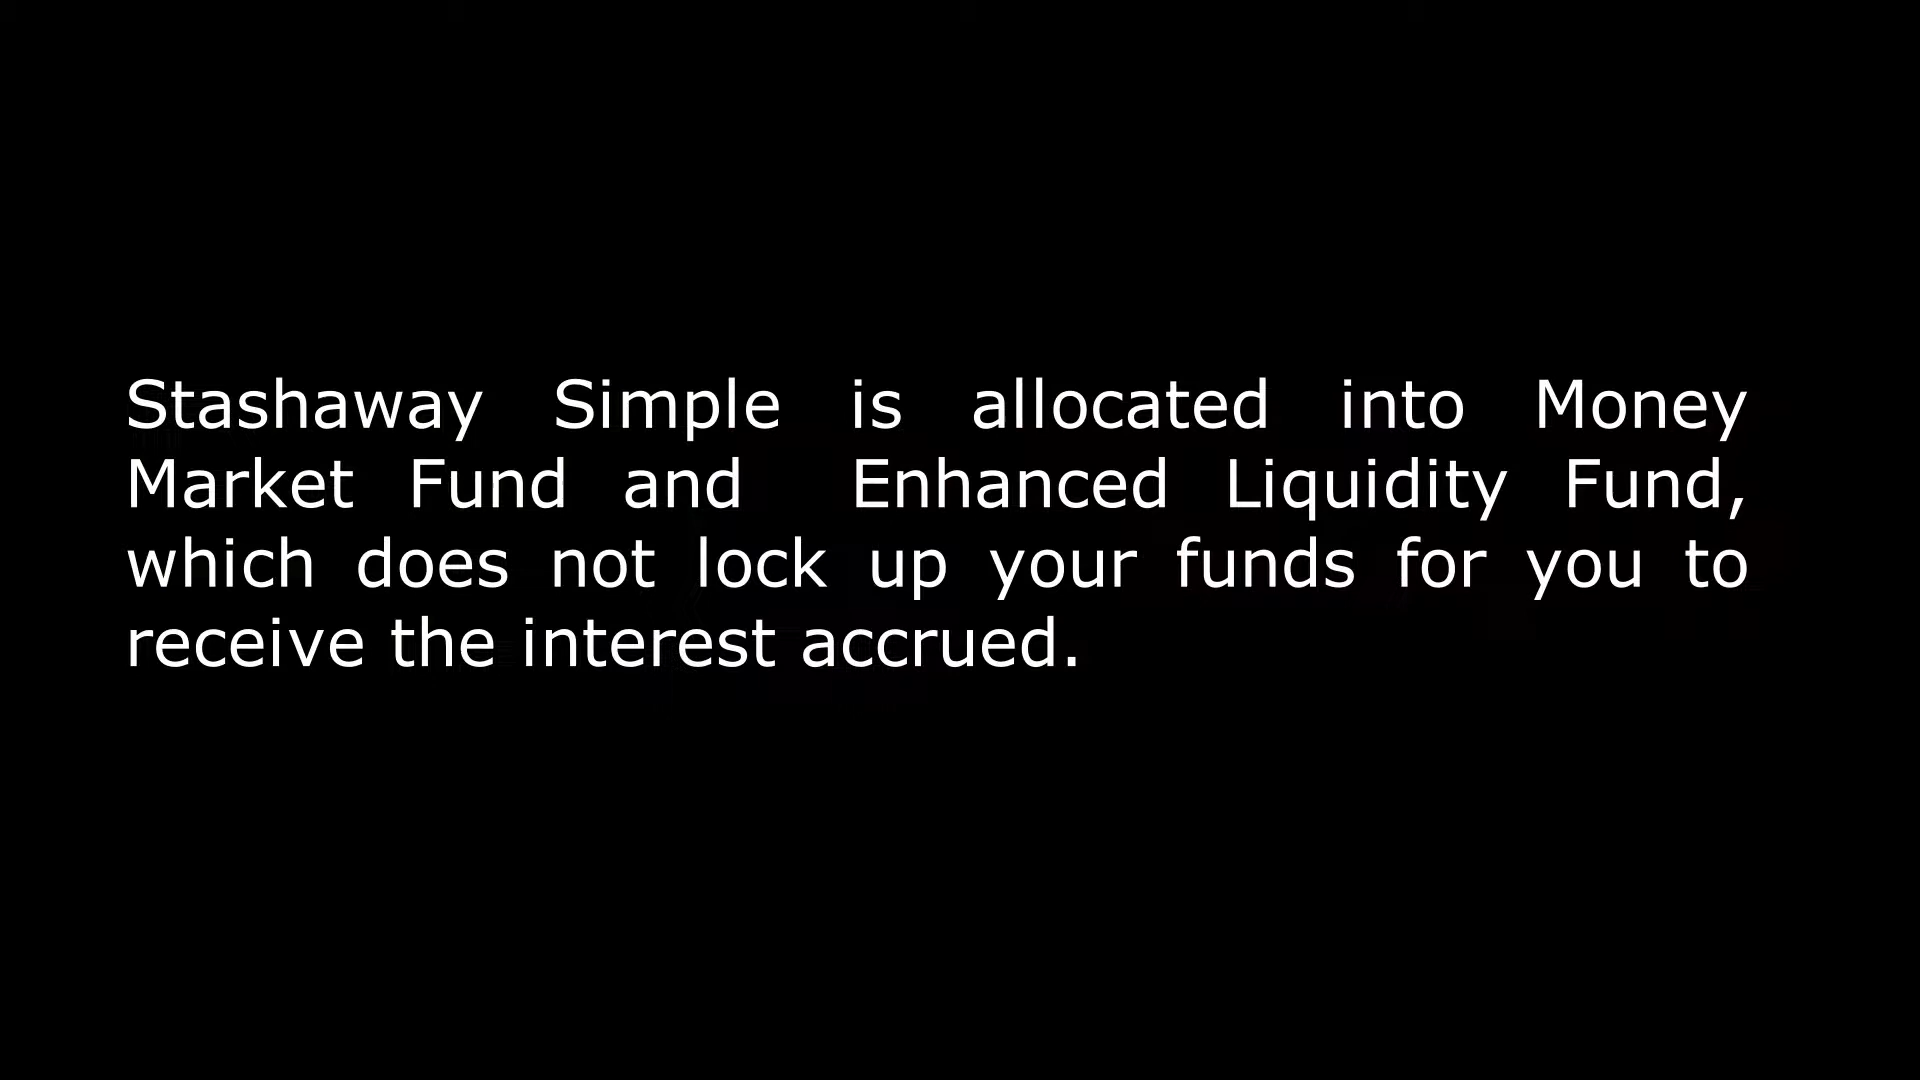 Stashaway Simple is allocated into Money
Market Fund and Enhanced Liquidity Fund,
which does not lock up your funds for you to
receive the interest accrued.